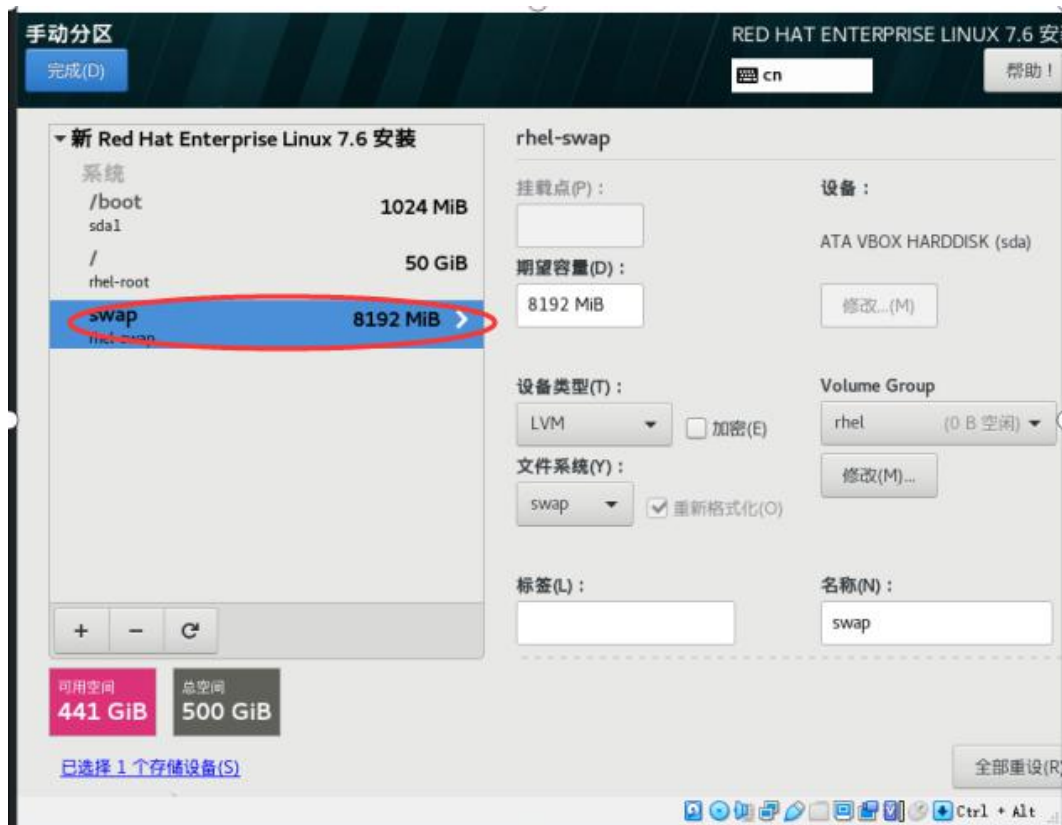 手动分区
RED HAT ENTERPRISE LINUX 7.6 安
完成(D)
cn
帮助！
新 Red Hat Enterprise Linux 7.6 安装
系统
/boot
1024 MiB
sda1
/
50 GiB
rhel-root
swap
8192 MiB
rhel-swap
+ −
可用空间
441 GiB
总空间
500 GiB
已选择 1 个存储设备(S)
rhel-swap
挂载点(P)：
设备：
ATA VBOX HARDDISK (sda)
期望容量(D)：
8192 MiB
修改...(M)
设备类型(T)：
Volume Group
LVM
加密(E)
rhel
(0 B 空闲)
文件系统(Y)：
修改(M)...
swap
重新格式化(O)
标签(L)：
名称(N)：
swap
全部重设(R
Ctrl + Alt